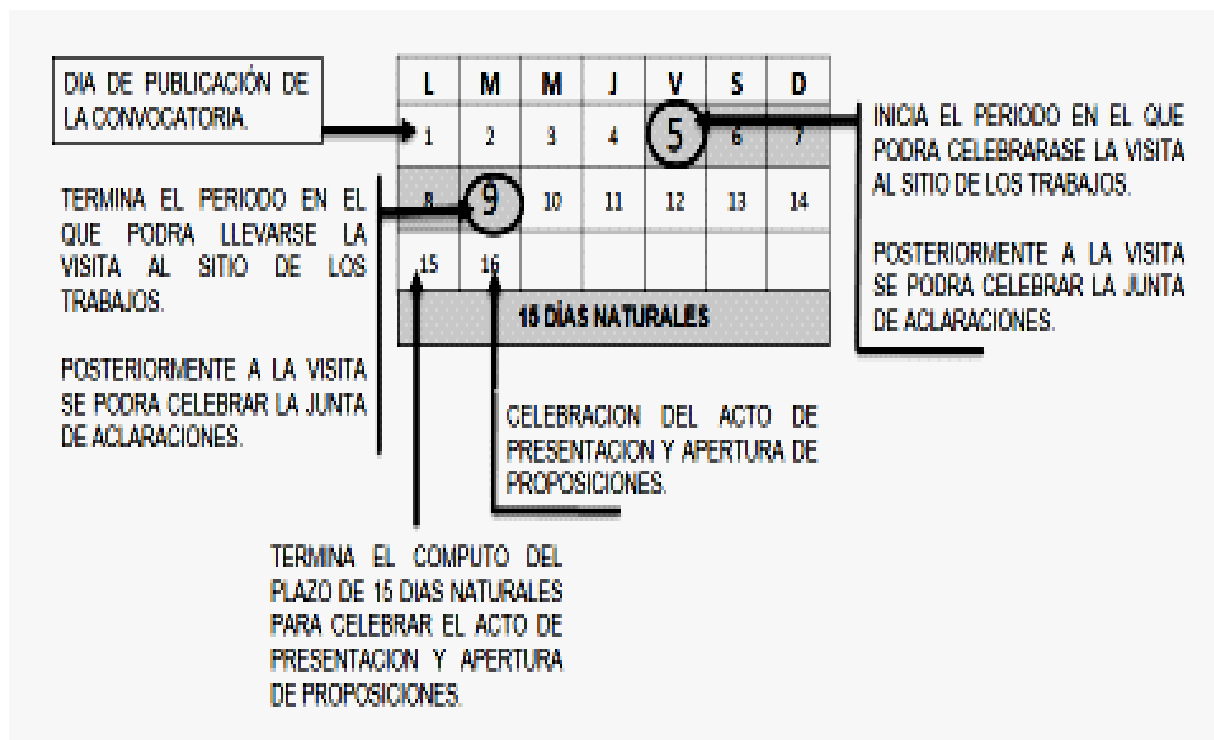 DIA DE PUBLICACIÓN DE
LA CONVOCATORIA.
L M M J V S D
1 2 3 4 5 6 7
8 9 10 11 12 13 14
15 16
15 DÍAS NATURALES
INICIA EL PERIODO EN EL QUE
PODRA CELEBRARASE LA VISITA
AL SITIO DE LOS TRABAJOS.
POSTERIORMENTE A LA VISITA
SE PODRA CELEBRAR LA JUNTA
DE ACLARACIONES.
TERMINA EL PERIODO EN EL
QUE PODRA LLEVARSE LA
VISITA AL SITIO DE LOS
TRABAJOS.
POSTERIORMENTE A LA VISITA
SE PODRA CELEBRAR LA JUNTA
DE ACLARACIONES.
CELEBRACION DEL ACTO DE
PRESENTACION Y APERTURA DE
PROPOSICIONES.
TERMINA EL COMPUTO DEL
PLAZO DE 15 DIAS NATURALES
PARA CELEBRAR EL ACTO DE
PRESENTACION Y APERTURA
DE PROPOSICIONES.